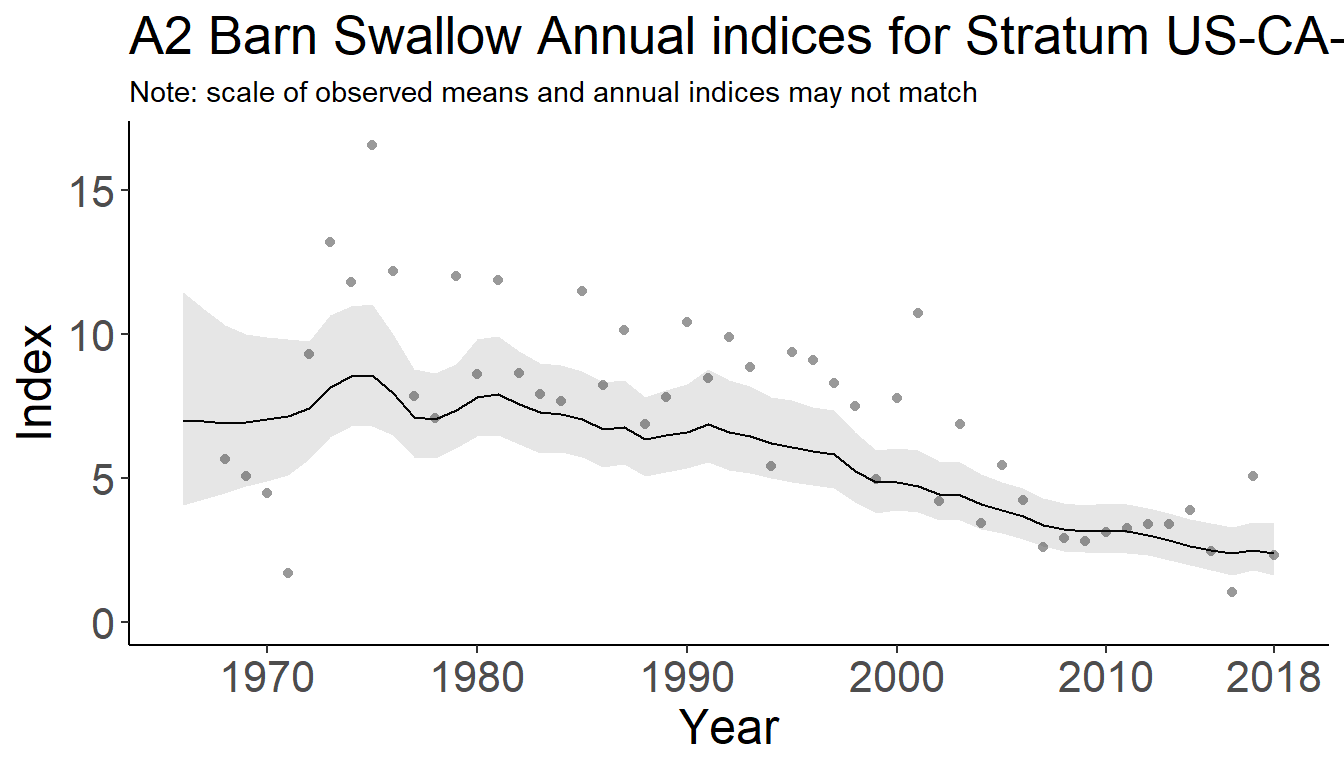 A2 Barn Swallow Annual indices for Stratum US-CA-
Note: scale of observed means and annual indices may not match
15
10
5
0
Index
1970 1980 1990 2000 2010 2018
Year